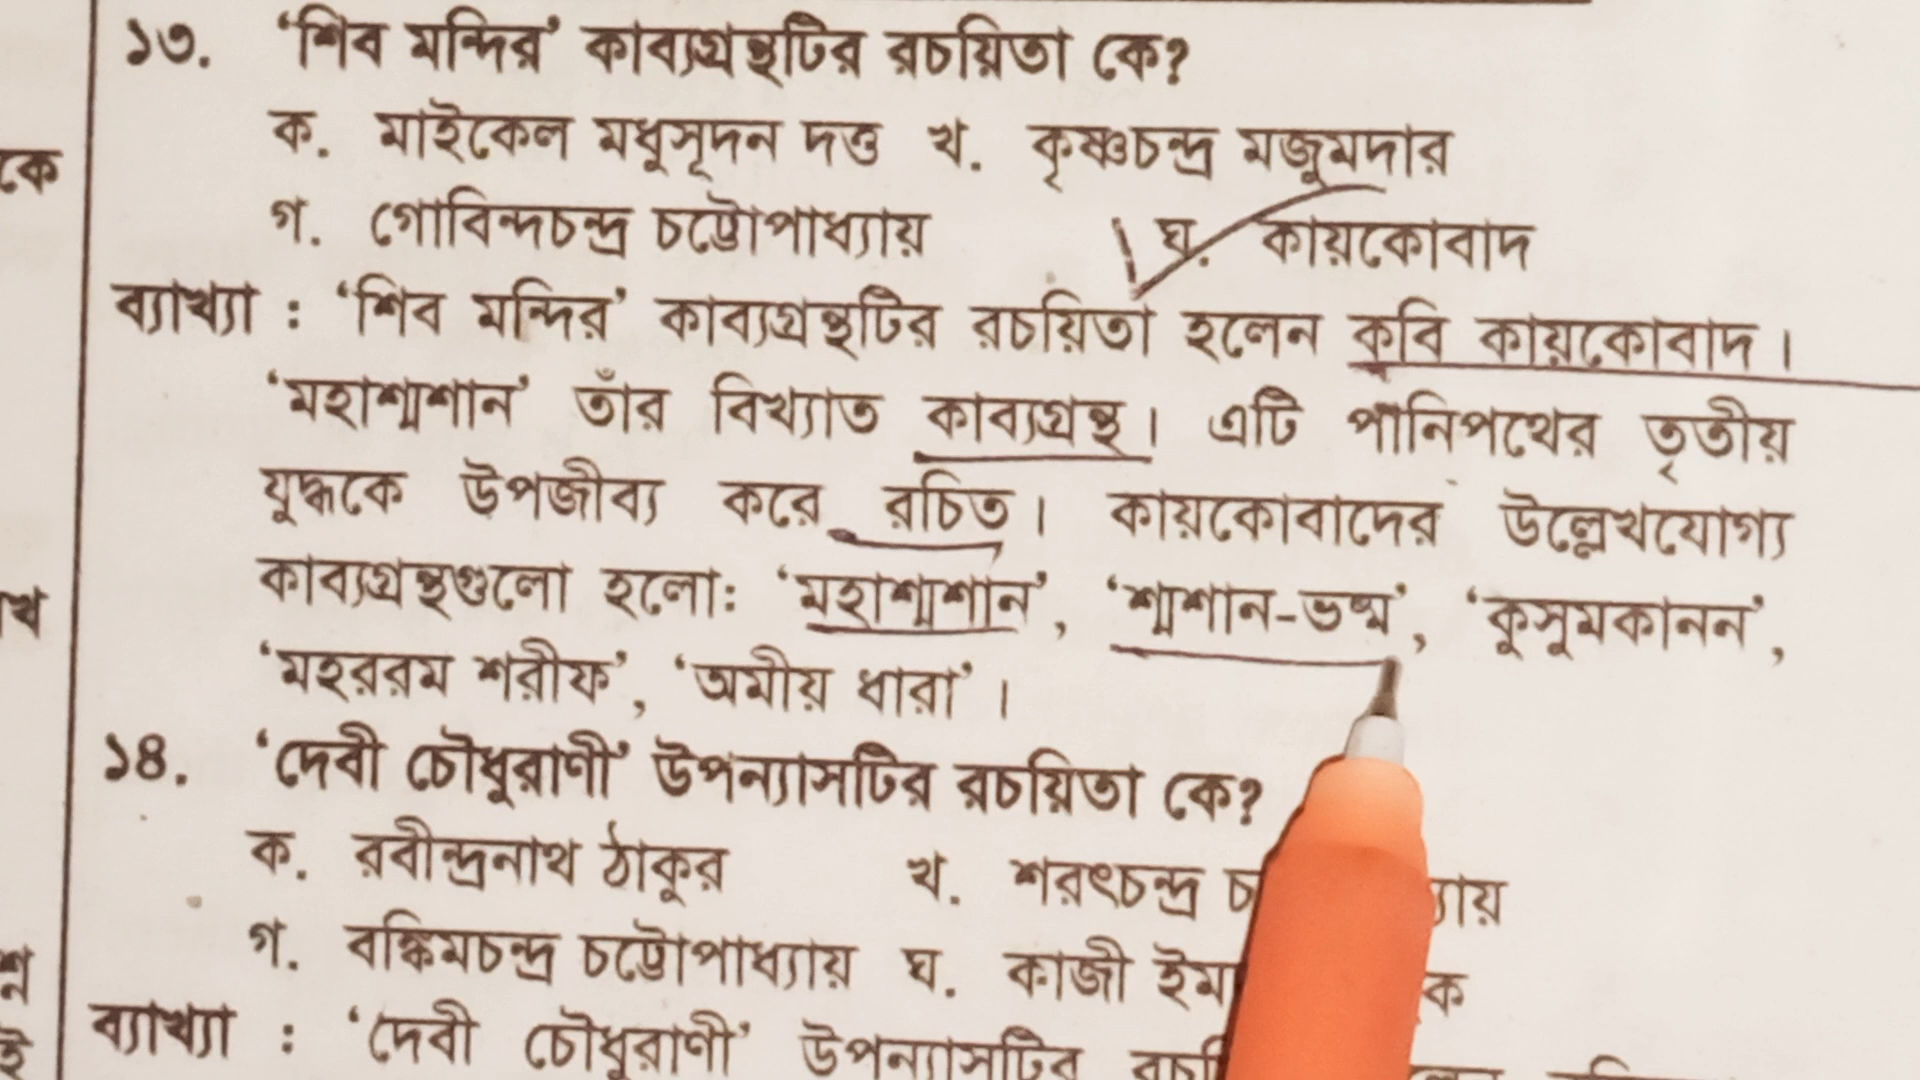 ১৩. ‘শিব মন্দির’ কাব্যগ্রন্থটির রচয়িতা কে?
ক. মাইকেল মধুসূদন দত্ত খ. কৃষ্ণচন্দ্র মজুমদার
কে
গ. গোবিন্দচন্দ্র চট্টোপাধ্যায় ঘ. কায়কোবাদ
ব্যাখ্যা : ‘শিব মন্দির’ কাব্যগ্রন্থটির রচয়িতা হলেন কবি কায়কোবাদ।
‘মহাশ্মশান’ তাঁর বিখ্যাত কাব্যগ্রন্থ। এটি পানিপথের তৃতীয়
যুদ্ধকে উপজীব্য করে রচিত। কায়কোবাদের উল্লেখযোগ্য
কাব্যগ্রন্থগুলো হলো: ‘মহাশ্মশান’, ‘শ্মশান-ভষ্ম’, ‘কুসুমকানন’,
‘মহররম শরীফ’, ‘অমীয় ধারা’।
১৪. ‘দেবী চৌধুরাণী’ উপন্যাসটির রচয়িতা কে?
ক. রবীন্দ্রনাথ ঠাকুর খ. শরৎচন্দ্র
গ. বঙ্কিমচন্দ্র চট্টোপাধ্যায় ঘ. কাজী
ব্যাখ্যা : ‘দেবী চৌধুরাণী’ উপন্যাসটির